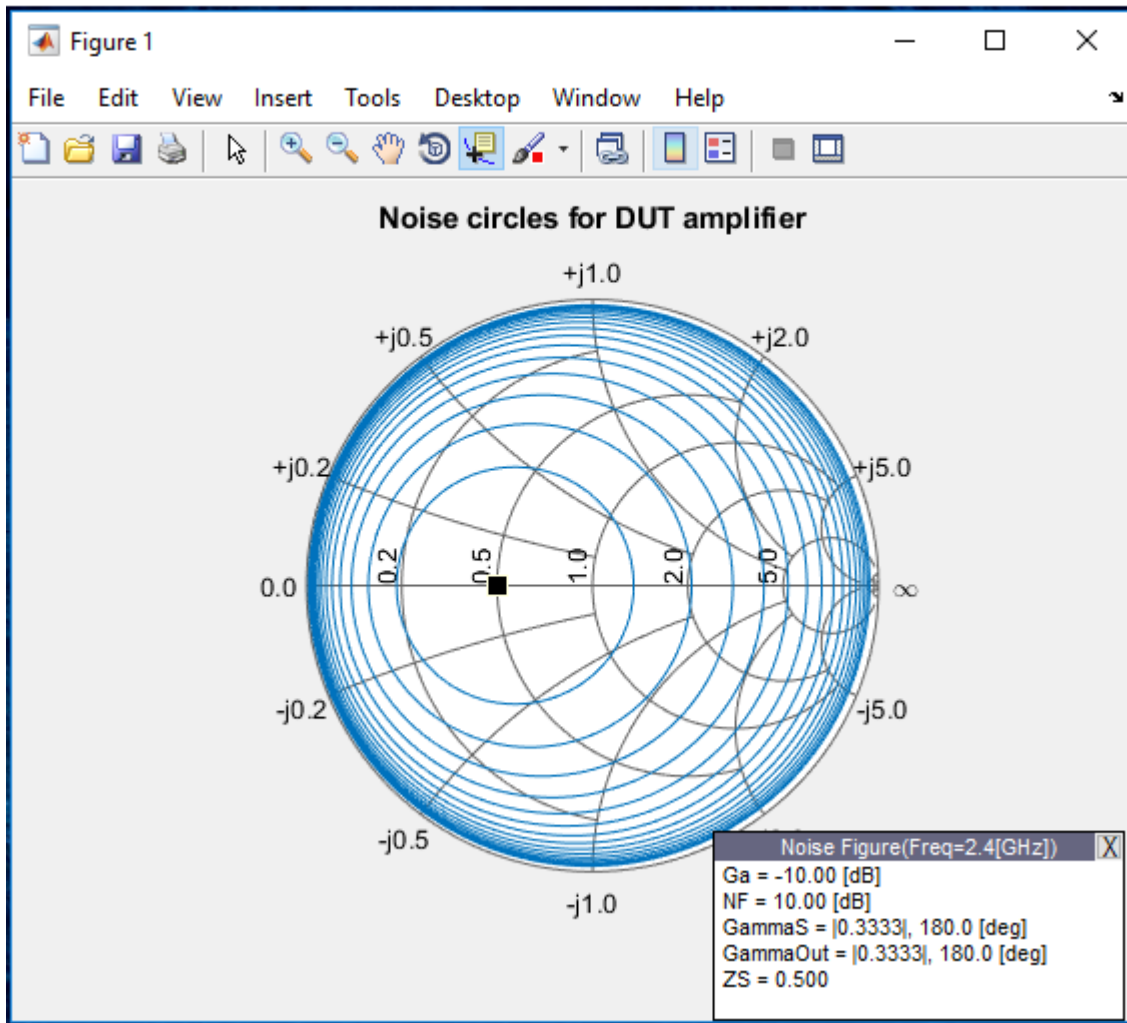 Figure 1
File Edit View Insert Tools Desktop Window Help
Noise circles for DUT amplifier
+j1.0
+j0.5 +j2.0
+j0.2 +j5.0
0.2 0.5 1.0 2.0 5.0
0.0 ∞
-j0.2 -j5.0
-j0.5
-j1.0
Noise Figure(Freq=2.4[GHz]) X
Ga = -10.00 [dB]
NF = 10.00 [dB]
GammaS = |0.3333|, 180.0 [deg]
GammaOut = |0.3333|, 180.0 [deg]
ZS = 0.500